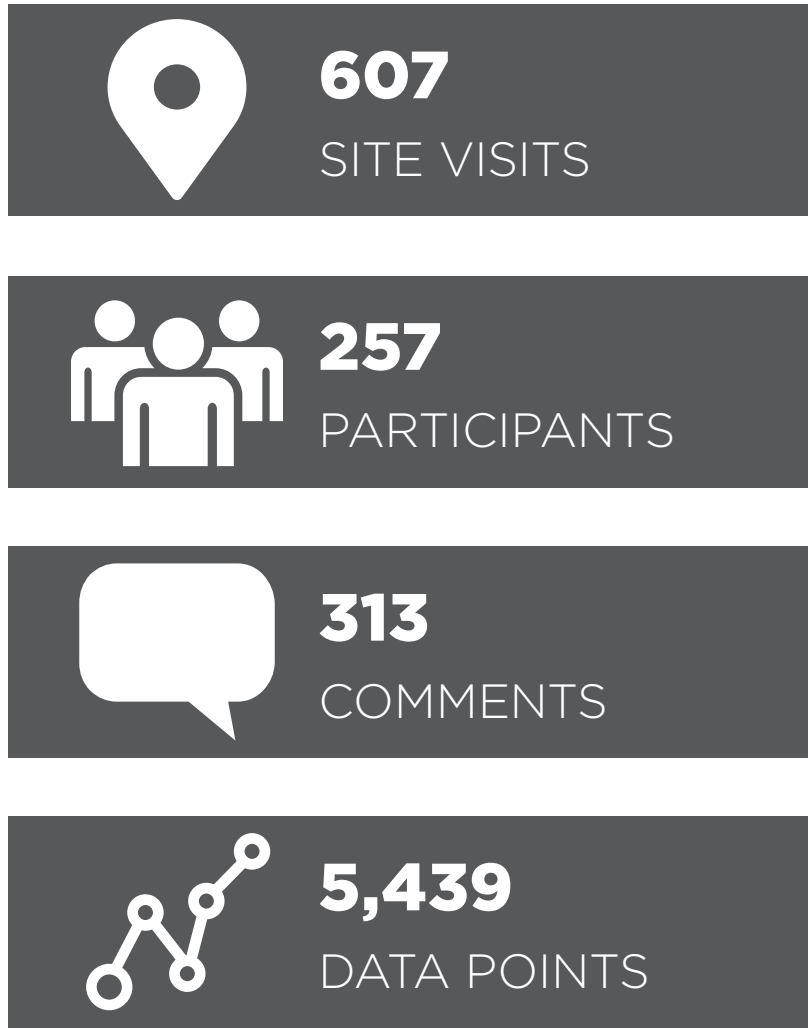 607
SITE VISITS
257
PARTICIPANTS
313
COMMENTS
5,439
DATA POINTS